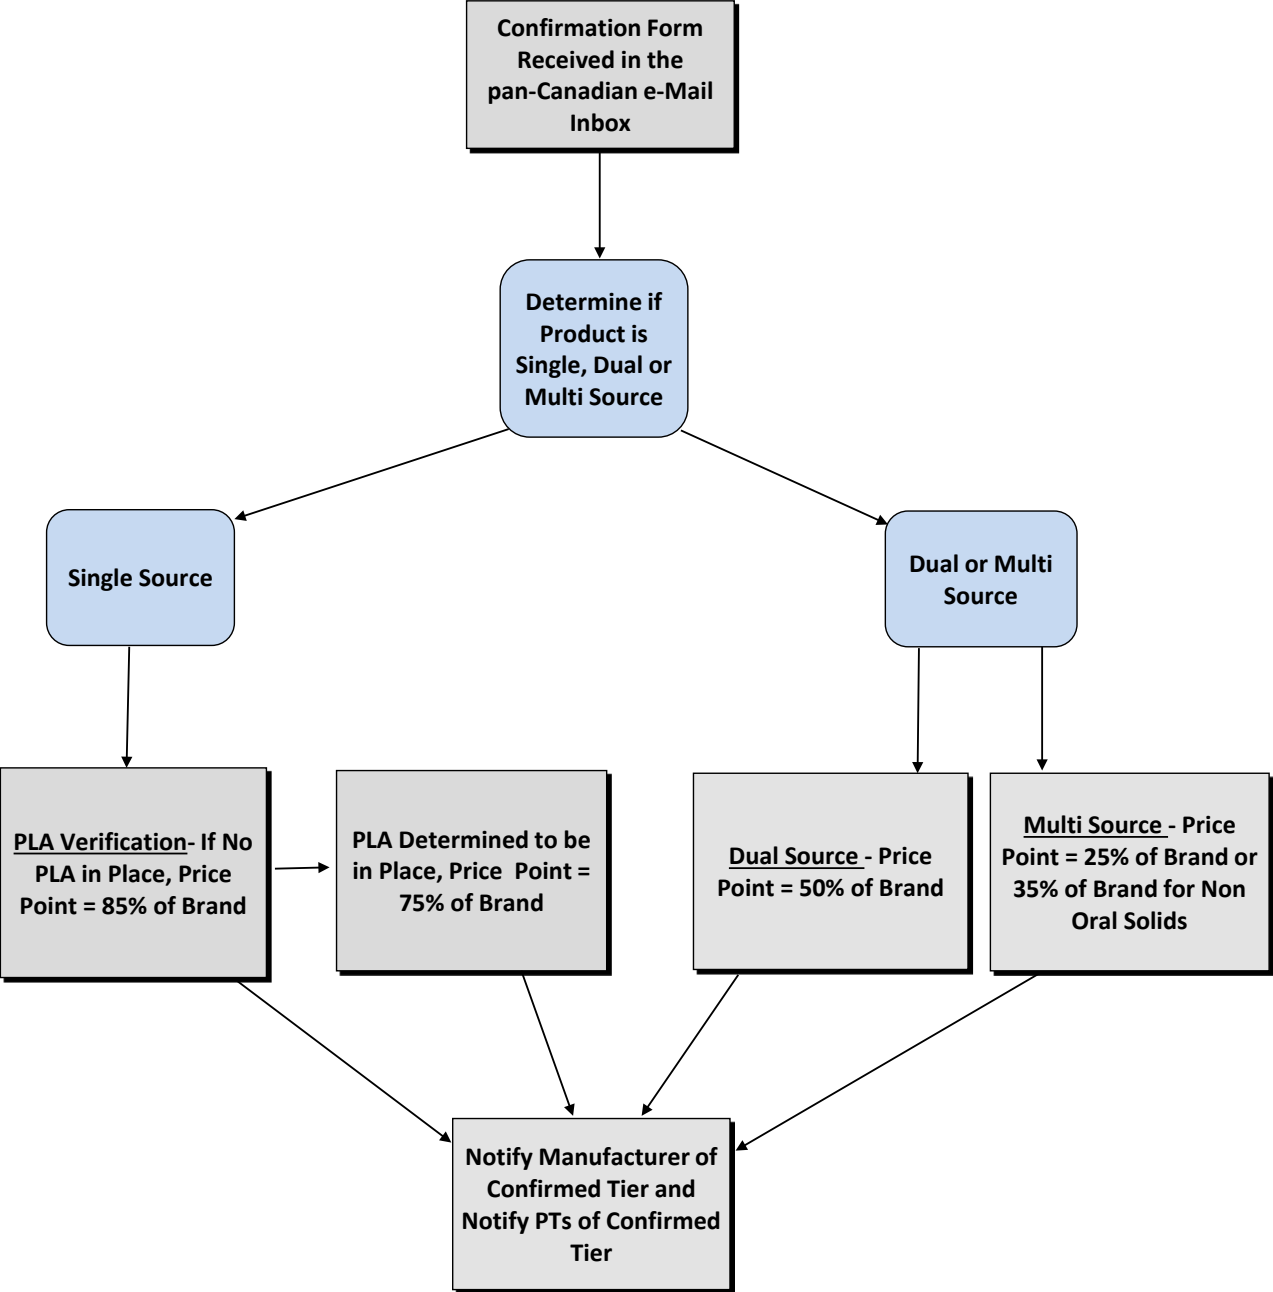 Confirmation Form
Received in the
pan-Canadian e-Mail
Inbox
Determine if
Product is
Single, Dual or
Multi Source
Single Source
Dual or Multi
Source
PLA Verification- If No
PLA in Place, Price
Point = 85% of Brand
PLA Determined to be
in Place, Price  Point =
75% of Brand
Dual Source - Price
Point = 50% of Brand
Multi Source - Price
Point = 25% of Brand or
35% of Brand for Non
Oral Solids
Notify Manufacturer of
Confirmed Tier and
Notify PTs of Confirmed
Tier